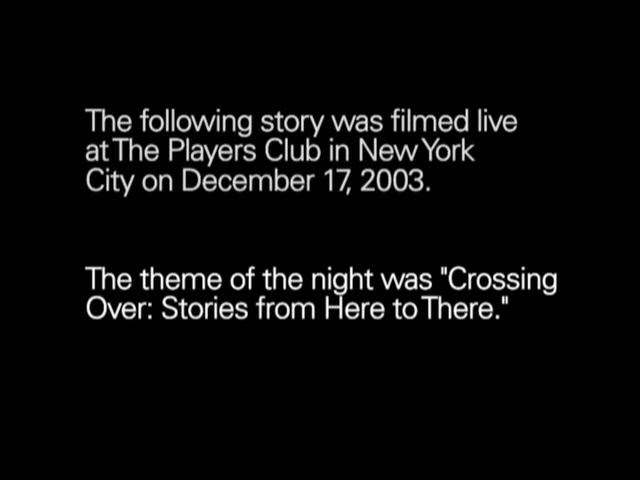 The following story was filmed live
at The Players Club in New York
City on December 17, 2003.
The theme of the night was "Crossing
Over: Stories from Here to There."